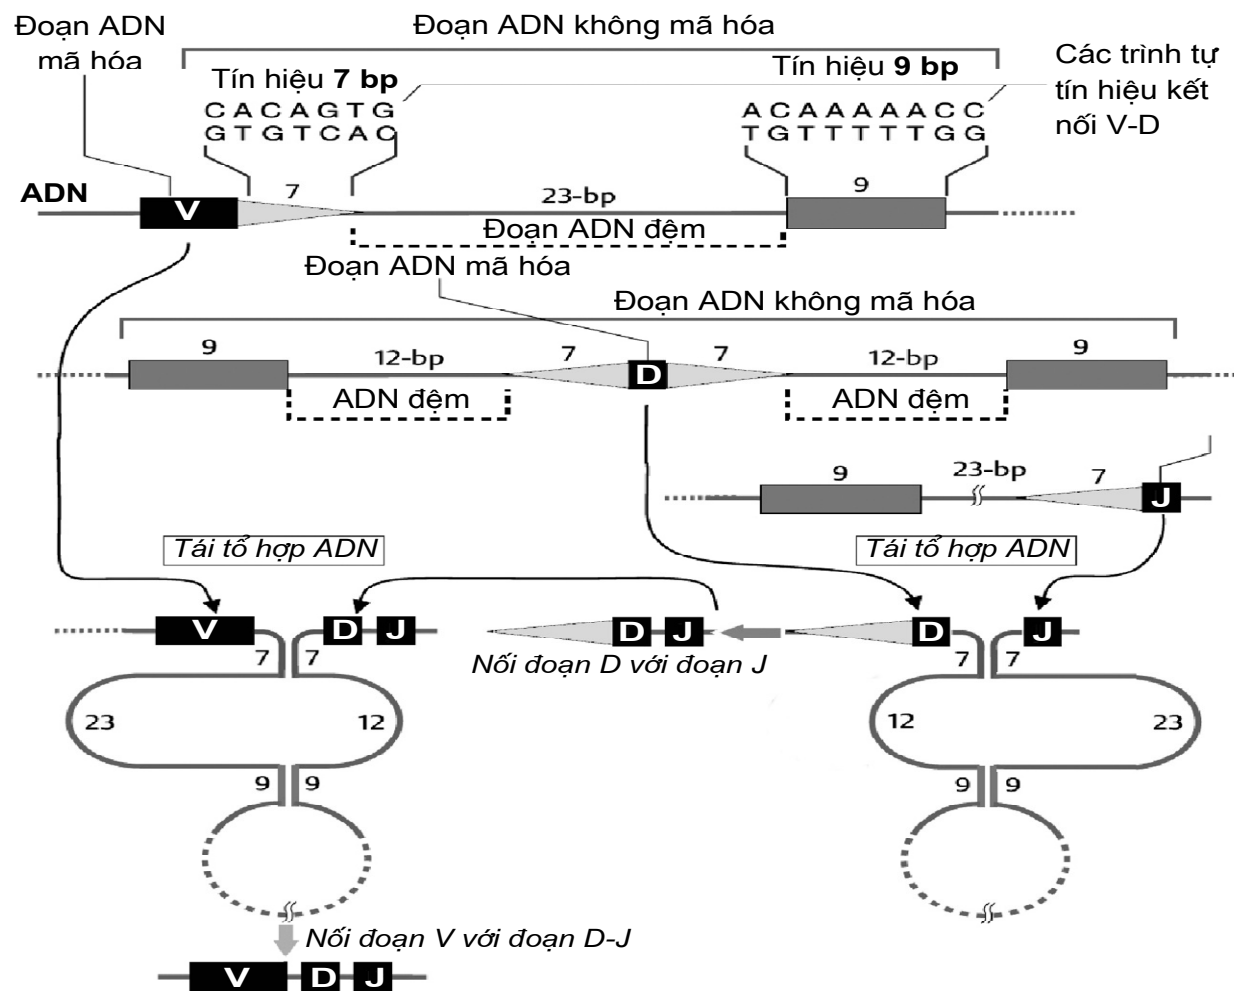 Đoạn ADN
mã hóa
Đoạn ADN không mã hóa
Tín hiệu 7 bp
CACAGTG
GTGTCAC
Tín hiệu 9 bp
ACAAAAACC
TGTTTTTGG
Các trình tự
tín hiệu kết
nối V-D
ADN
V
7
23-bp
9
Đoạn ADN đệm
Đoạn ADN mã hóa
Đoạn ADN không mã hóa
9
12-bp
7
D
7
12-bp
9
ADN đệm
ADN đệm
9
23-bp
7
J
Tái tổ hợp ADN
Tái tổ hợp ADN
V
D
J
D
J
D
J
Nối đoạn D với đoạn J
7
7
7
7
23
12
12
23
9
9
9
9
Nối đoạn V với đoạn D-J
V
D
J